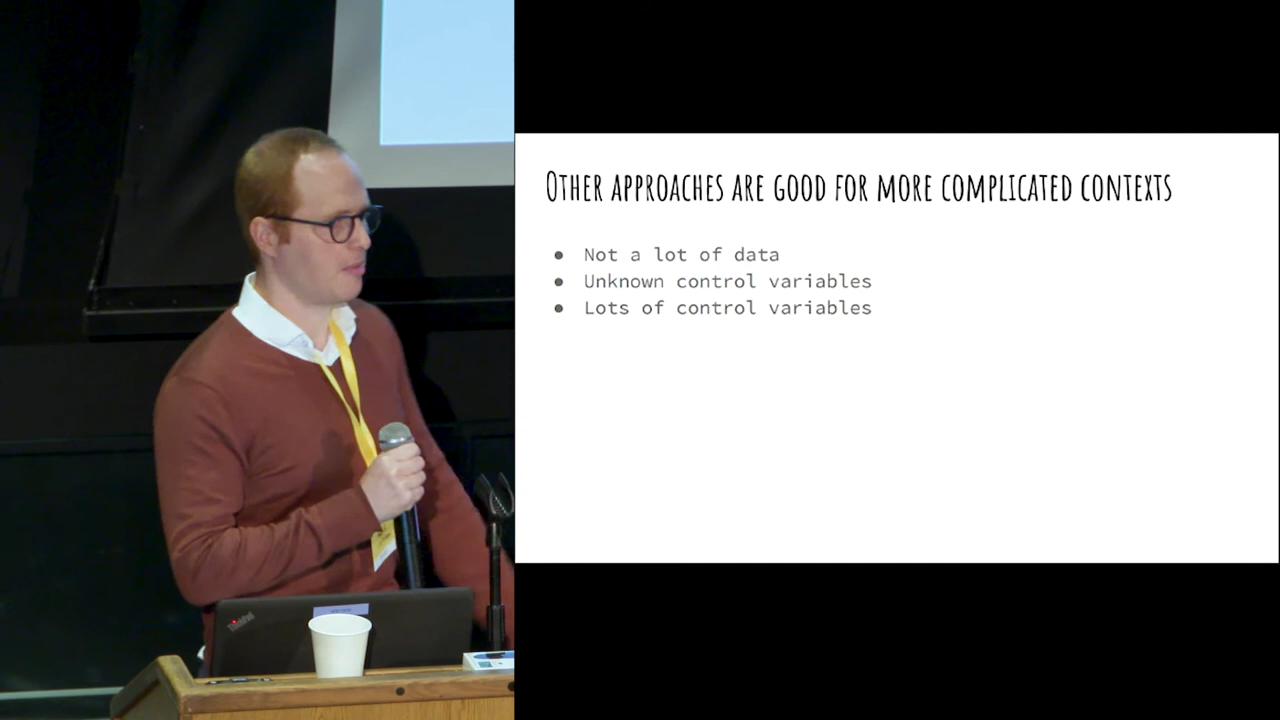 Other approaches are good for more complicated contexts
● Not a lot of data
● Unknown control variables
● Lots of control variables
ThinkPad